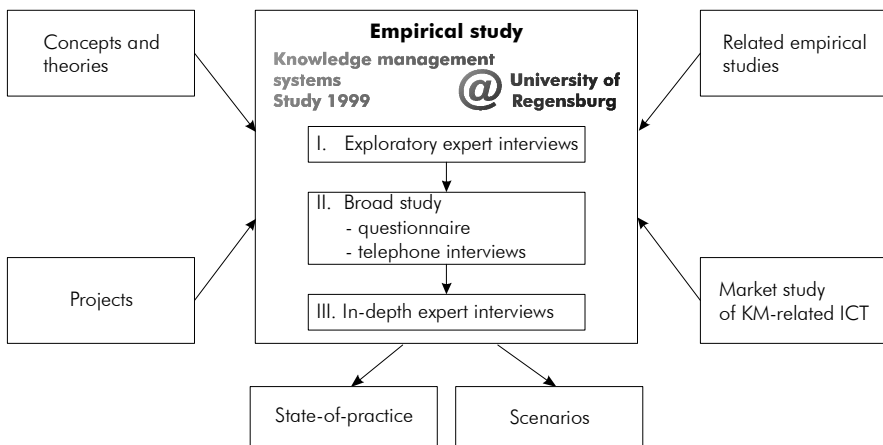 Concepts and
theories
Empirical study
Knowledge management
systems
Study 1999
@ University of
Regensburg
Related empirical
studies
I. Exploratory expert interviews
II. Broad study
- questionnaire
- telephone interviews
III. In-depth expert interviews
Projects
Market study
of KM-related ICT
State-of-practice
Scenarios